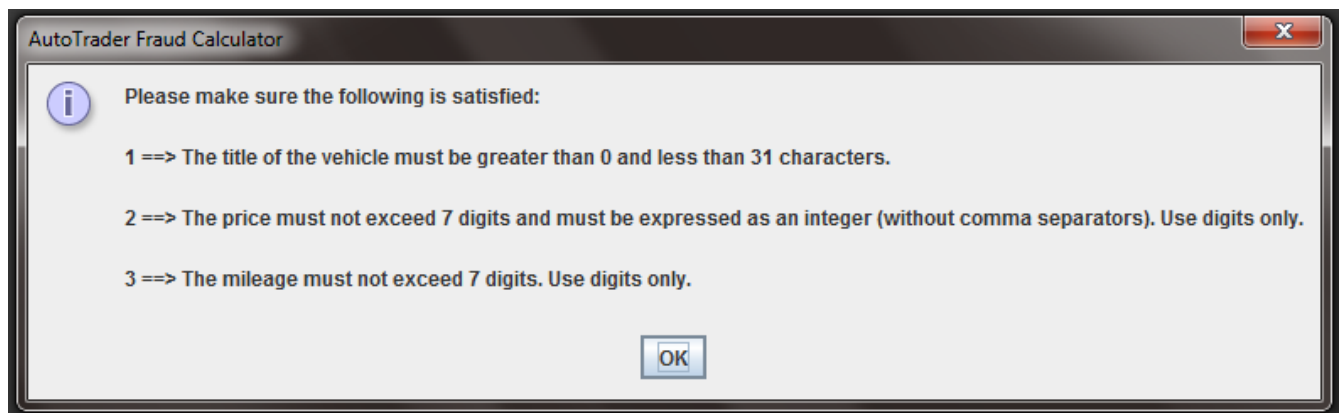 AutoTrader Fraud Calculator
Please make sure the following is satisfied:
1 ==> The title of the vehicle must be greater than 0 and less than 31 characters.
2 ==> The price must not exceed 7 digits and must be expressed as an integer (without comma separators). Use digits only.
3 ==> The mileage must not exceed 7 digits. Use digits only.
OK